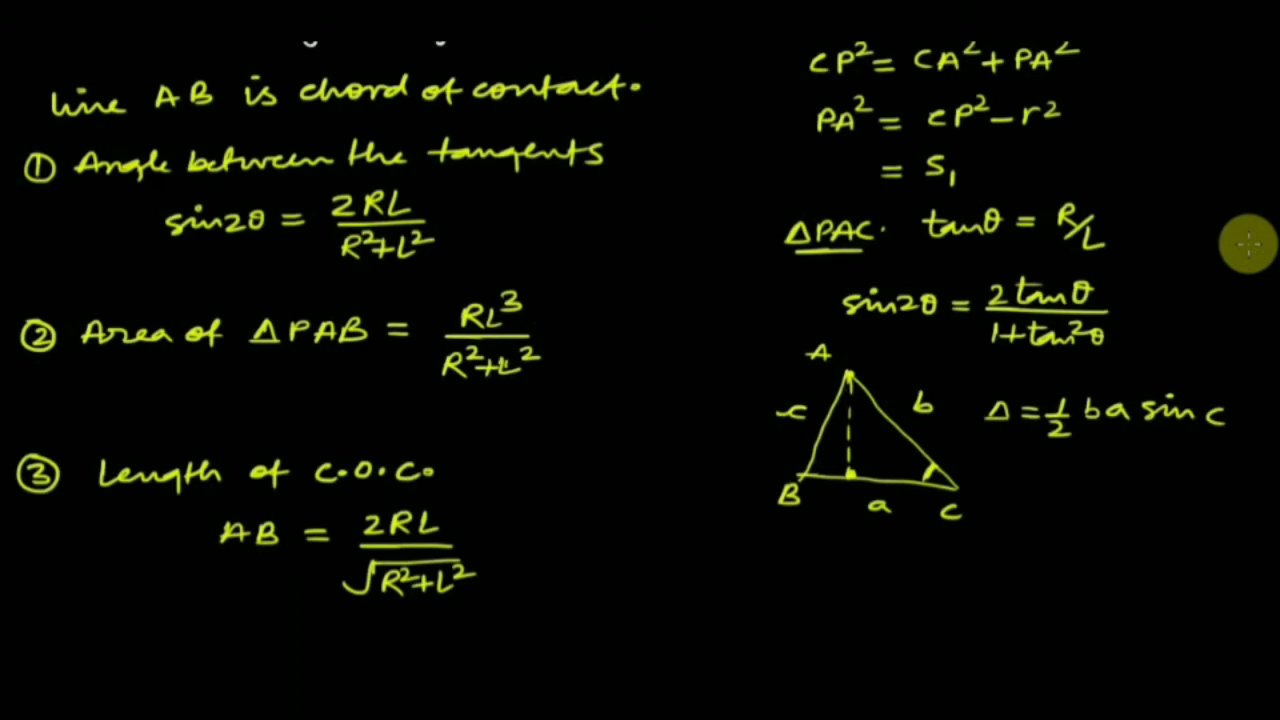 line AB is chord of contact.
① Angle between the tangents
sin2θ = 2RL / R²+L²
② Area of ΔPAB = RL³ / R²+L²
③ Length of C.O.C.
AB = 2RL / √R²+L²
CP² = CA² + PA²
PA² = CP² − r²
= S₁
ΔPAC. tanθ = R/L
sin2θ = 2tanθ / 1+tan²θ
A
c b Δ = 1/2 ba sin C
B a C